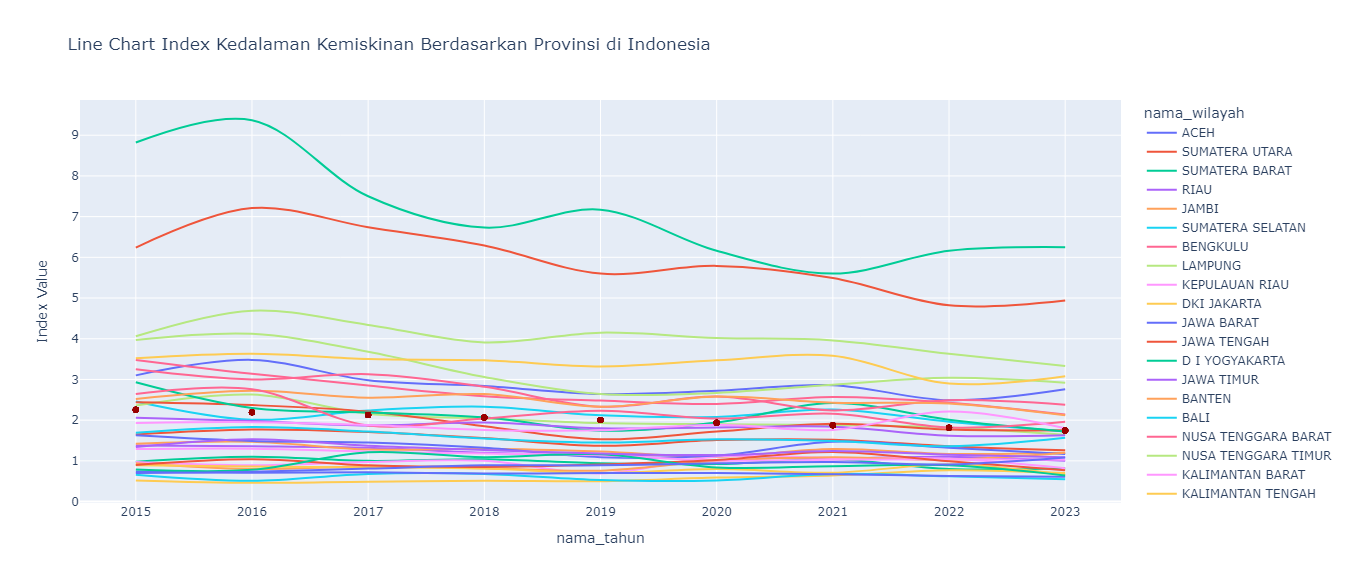 Line Chart Index Kedalaman Kemiskinan Berdasarkan Provinsi di Indonesia
nama_wilayah
ACEH
SUMATERA UTARA
SUMATERA BARAT
RIAU
JAMBI
SUMATERA SELATAN
BENGKULU
LAMPUNG
KEPULAUAN RIAU
DKI JAKARTA
JAWA BARAT
JAWA TENGAH
D I YOGYAKARTA
JAWA TIMUR
BANTEN
BALI
NUSA TENGGARA BARAT
NUSA TENGGARA TIMUR
KALIMANTAN BARAT
KALIMANTAN TENGAH
Index Value
9
8
7
6
5
4
3
2
1
0
2015 2016 2017 2018 2019 2020 2021 2022 2023
nama_tahun